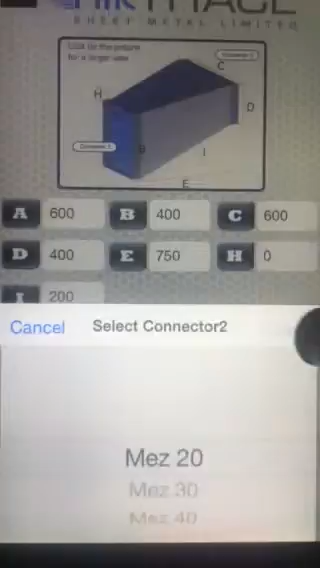 SHEET METAL LIMITED
Click on the picture
for a larger view
C
H
D
B
I
E
A 600 B 400 C 600
D 400 E 750 H 0
I 200
Cancel Select Connector2
Mez 20
Mez 30
Mez 40